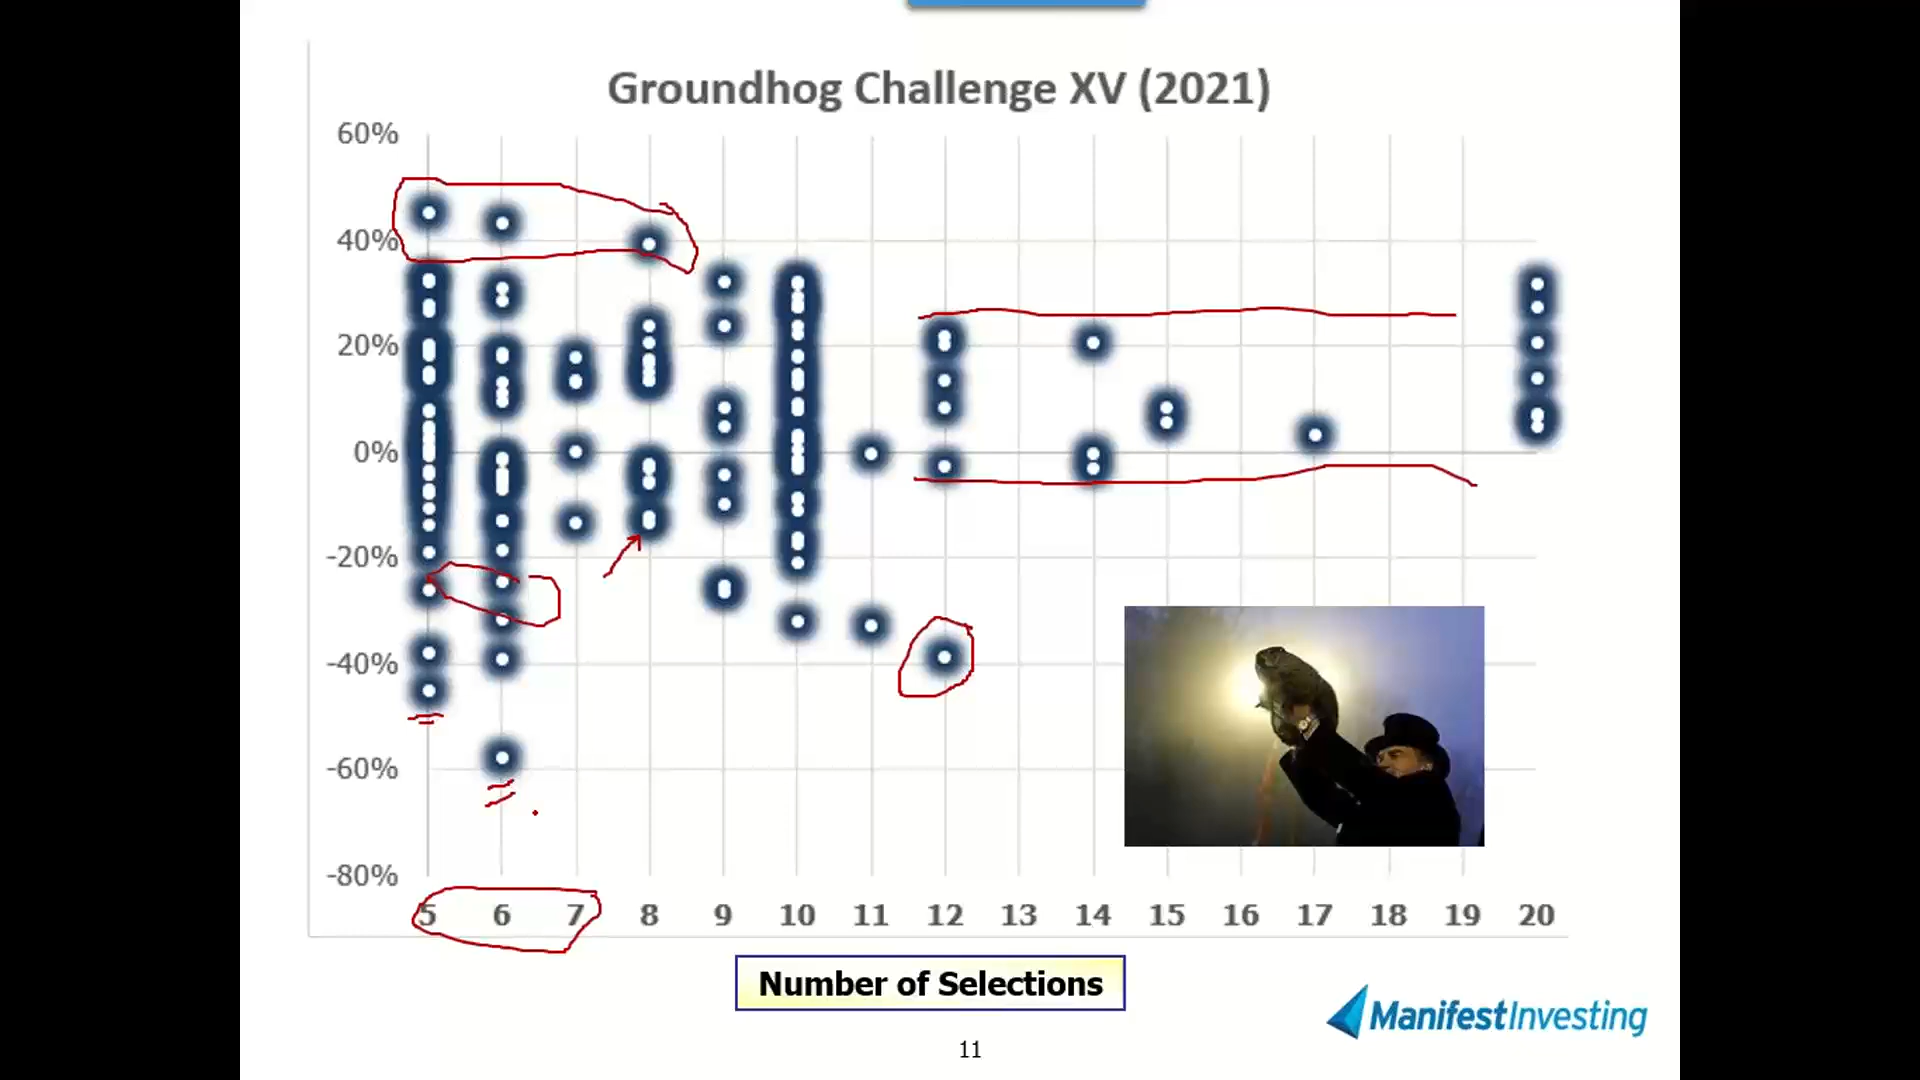 Groundhog Challenge XV (2021)
60%
40%
20%
0%
-20%
-40%
-60%
-80%
5 6 7 8 9 10 11 12 13 14 15 16 17 18 19 20
Number of Selections
ManifestInvesting
11